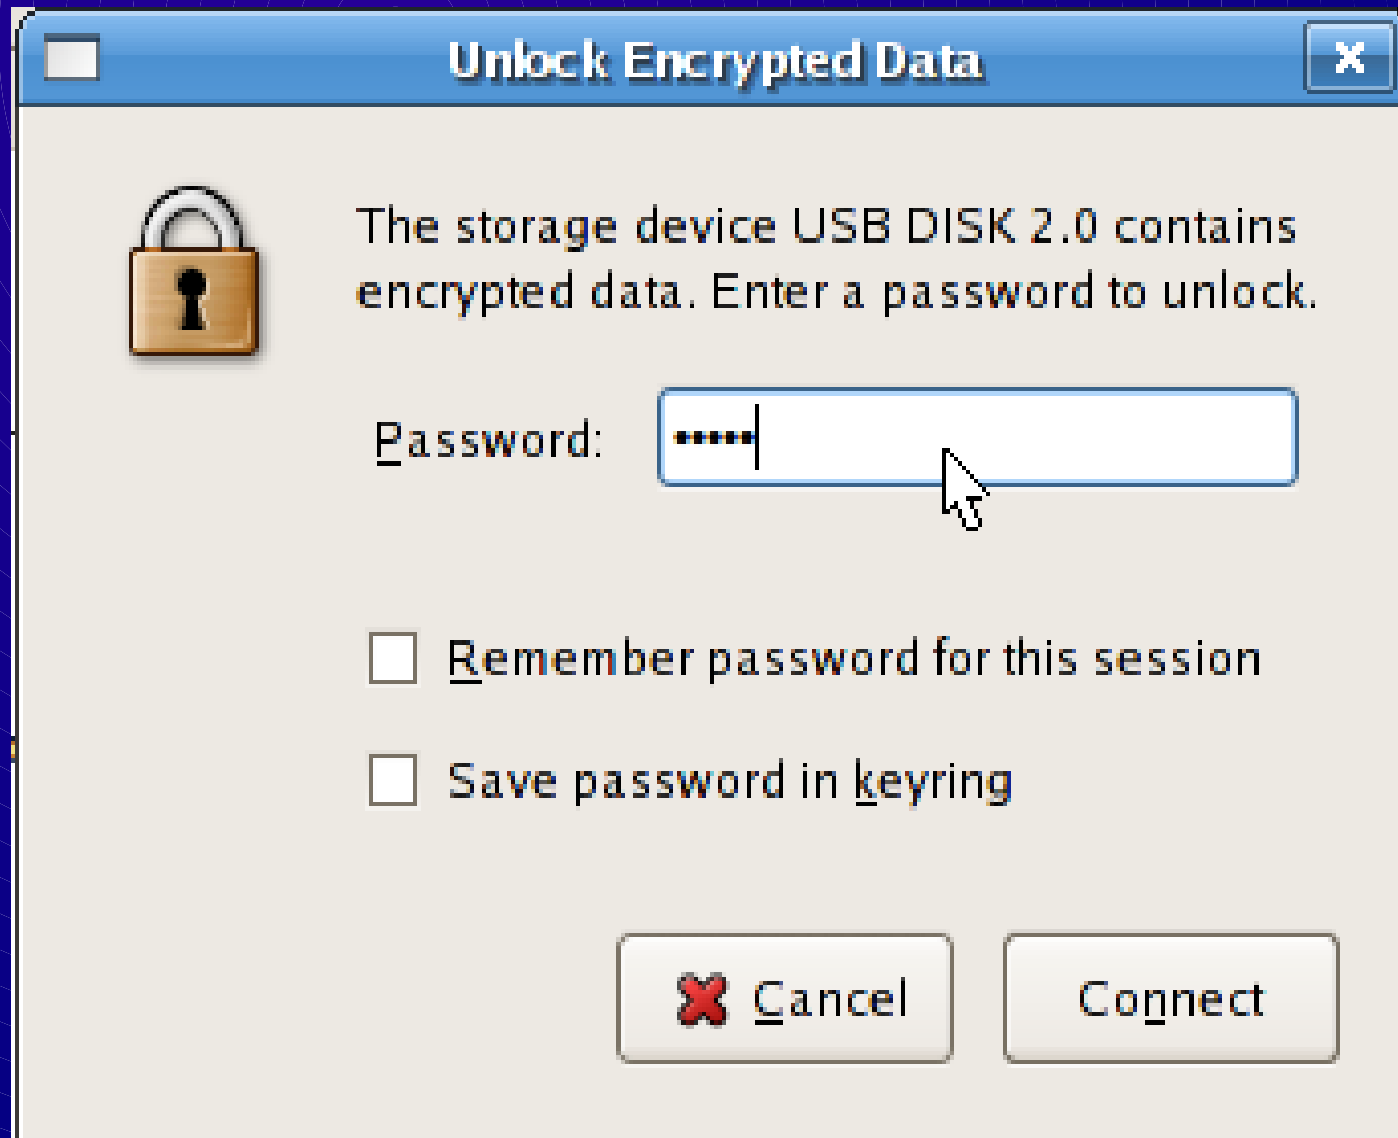 Unlock Encrypted Data
The storage device USB DISK 2.0 contains
encrypted data. Enter a password to unlock.
Password: •••••
Remember password for this session
Save password in keyring
Cancel Connect